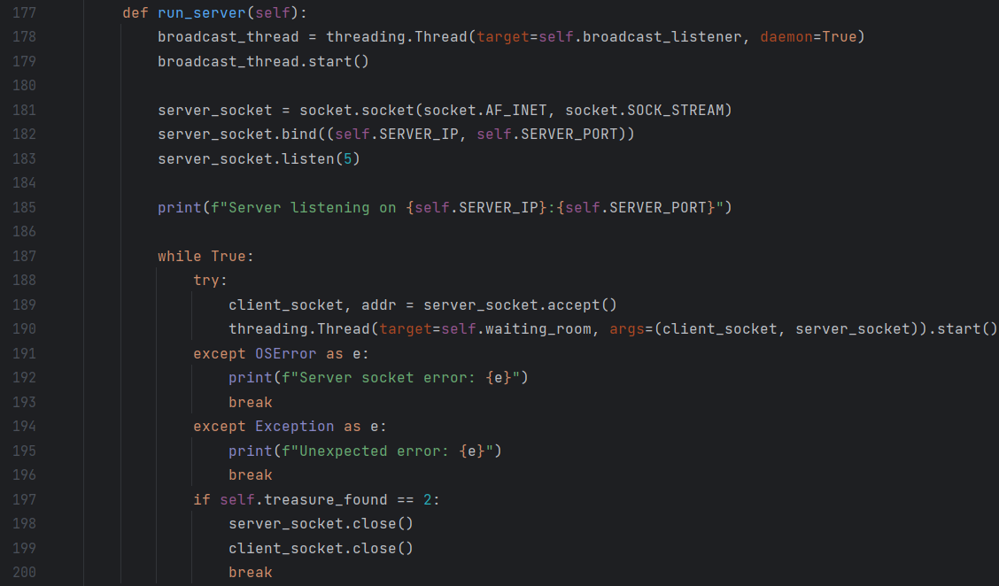 177 def run_server(self):
178 broadcast_thread = threading.Thread(target=self.broadcast_listener, daemon=True)
179 broadcast_thread.start()
180
181 server_socket = socket.socket(socket.AF_INET, socket.SOCK_STREAM)
182 server_socket.bind((self.SERVER_IP, self.SERVER_PORT))
183 server_socket.listen(5)
184
185 print(f"Server listening on {self.SERVER_IP}:{self.SERVER_PORT}")
186
187 while True:
188 try:
189 client_socket, addr = server_socket.accept()
190 threading.Thread(target=self.waiting_room, args=(client_socket, server_socket)).start()
191 except OSError as e:
192 print(f"Server socket error: {e}")
193 break
194 except Exception as e:
195 print(f"Unexpected error: {e}")
196 break
197 if self.treasure_found == 2:
198 server_socket.close()
199 client_socket.close()
200 break